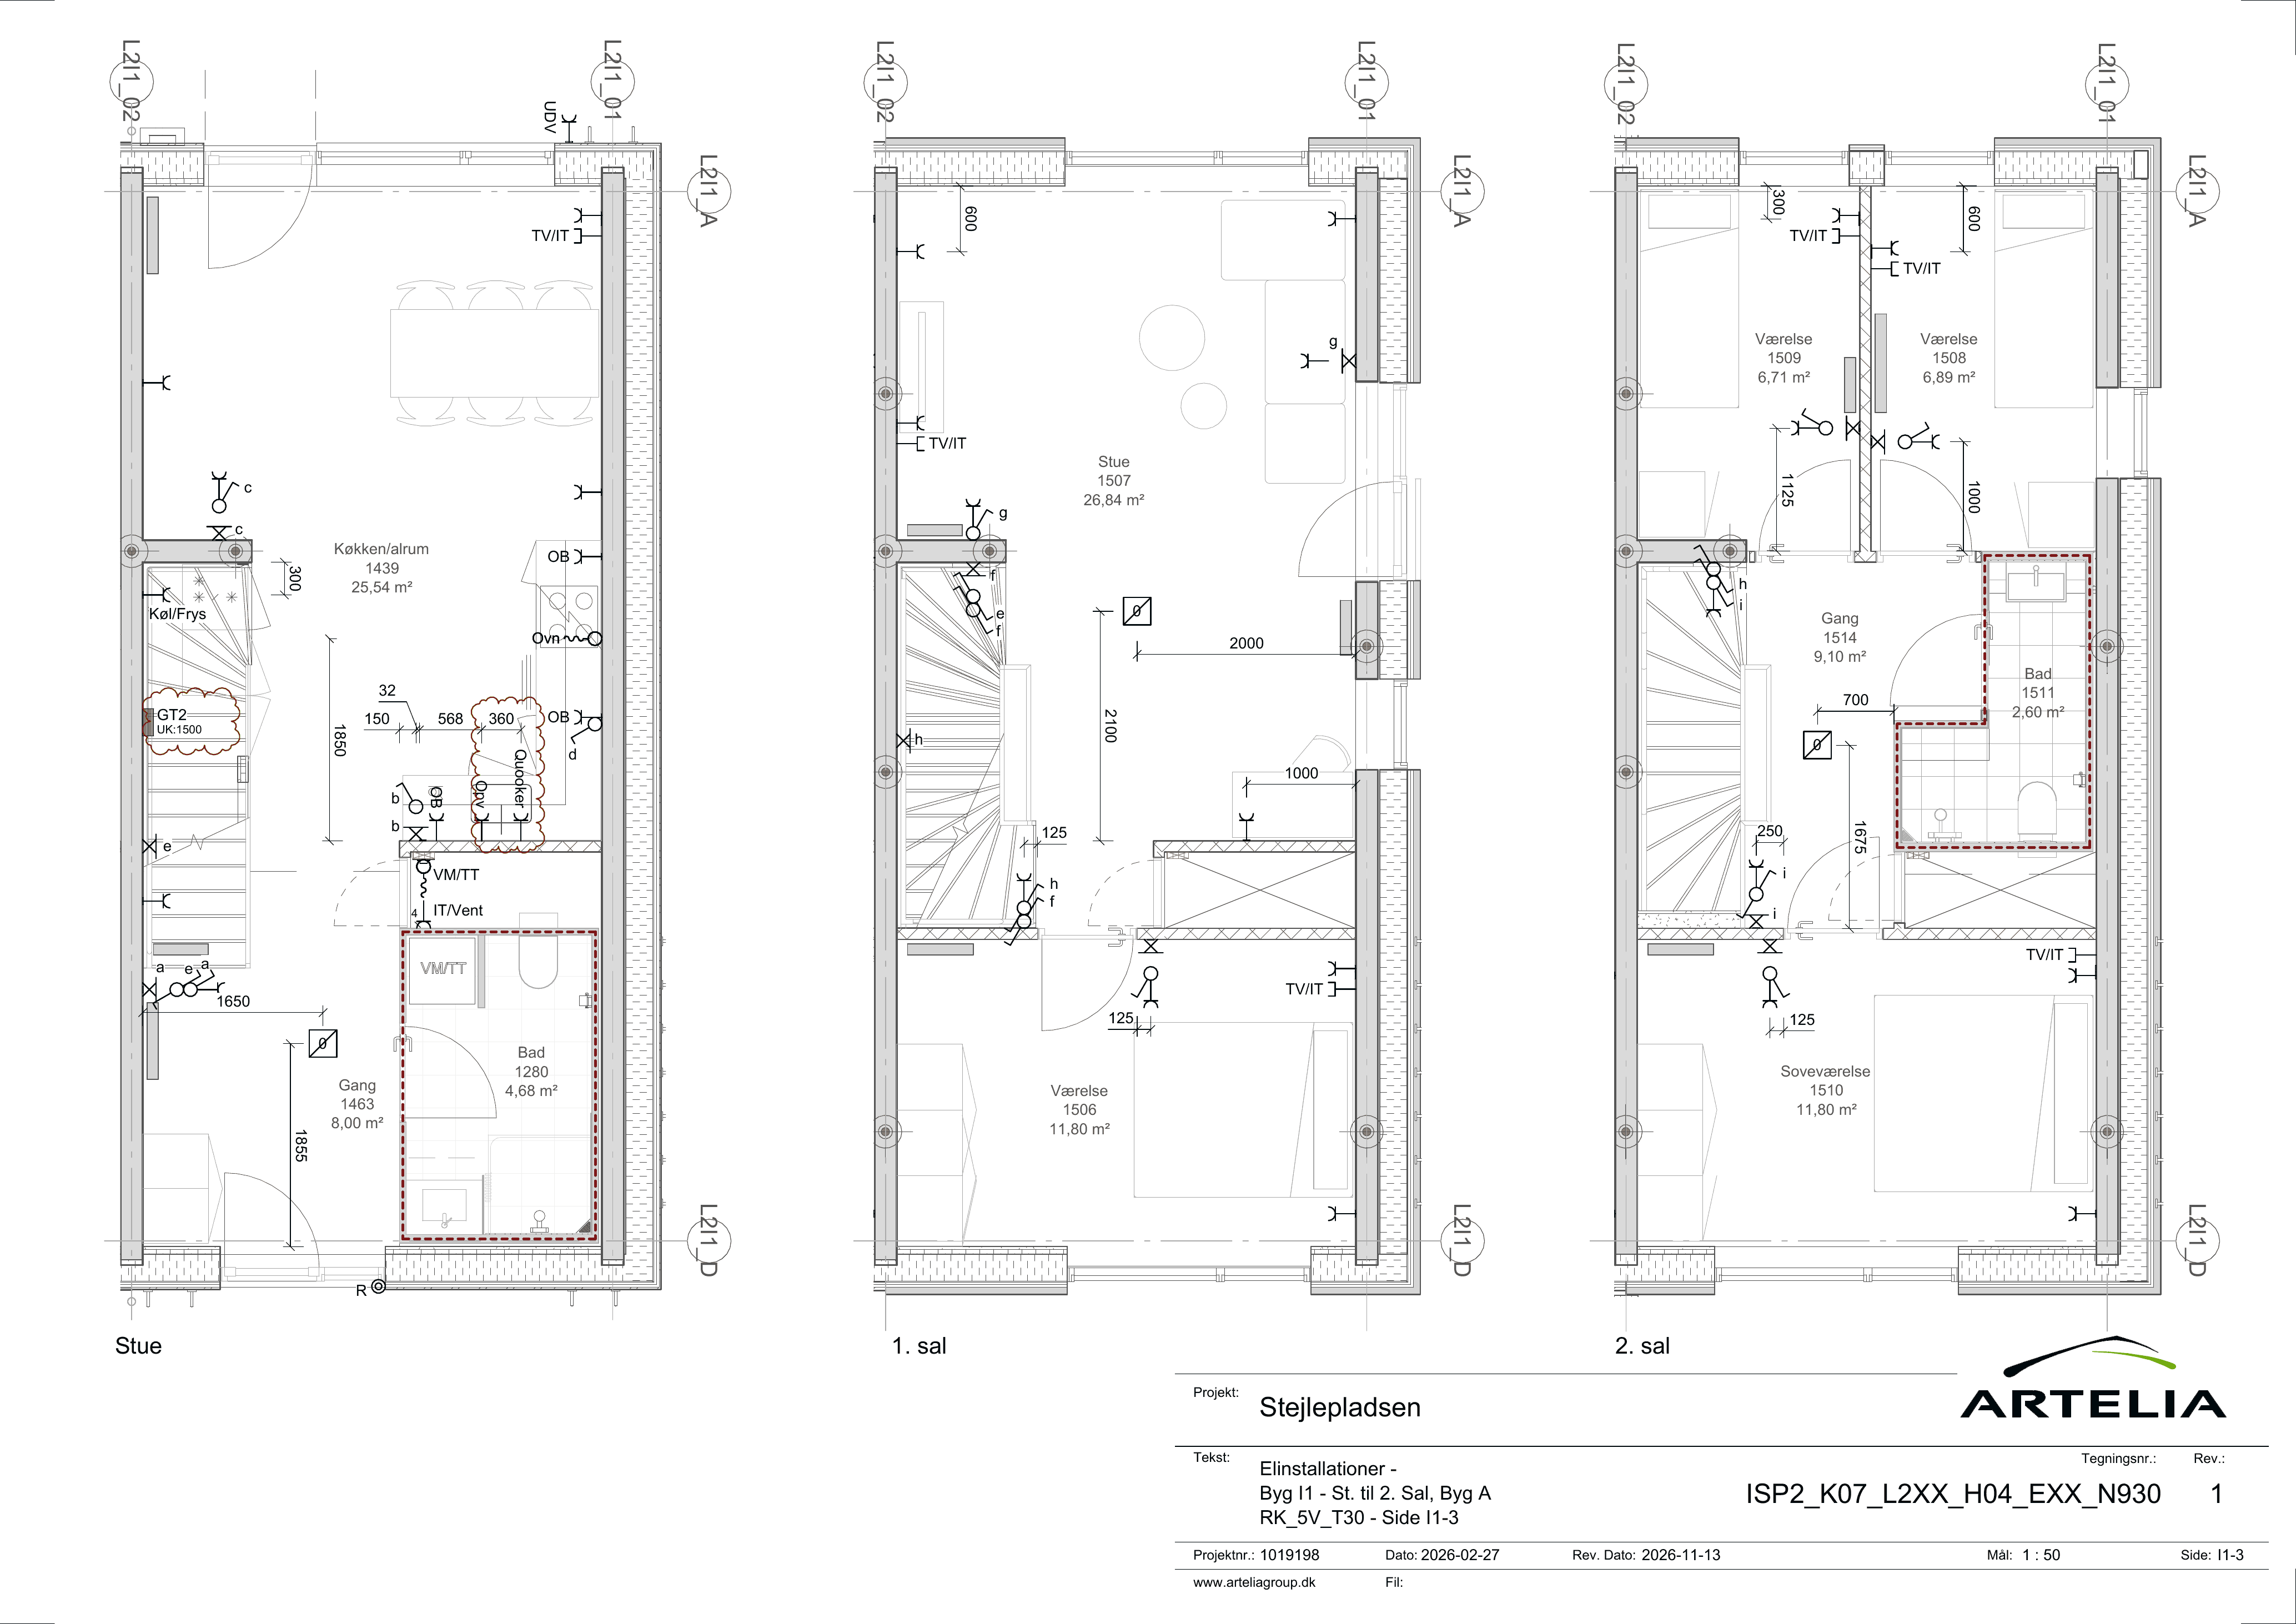 L2I1_02
L2I1_01
L2I1_02
L2I1_01
L2I1_02
L2I1_01
UDV
L2I1_A
L2I1_A
L2I1_A
TV/IT
c
c
Køkken/alrum
1439
25,54 m²
OB
300
Køl/Frys
Ovn
32
150
568
360
OB
d
GT2
UK:1500
1850
Quooker
Opv
OB
b
b
e
VM/TT
4
IT/Vent
a
e
a
VM/TT
1650
0
Bad
1280
4,68 m²
Gang
1463
8,00 m²
1855
R
L2I1_D
Stue
600
g
TV/IT
Stue
1507
26,84 m²
g
f
e
f
0
2000
h
2100
1000
125
h
f
TV/IT
125
Værelse
1506
11,80 m²
L2I1_D
1. sal
300
600
TV/IT
TV/IT
Værelse
1509
6,71 m²
Værelse
1508
6,89 m²
1125
1000
h
i
Gang
1514
9,10 m²
Bad
1511
2,60 m²
700
0
250
1675
i
i
TV/IT
125
Soveværelse
1510
11,80 m²
L2I1_D
2. sal
ARTELIA
Projekt:
Stejlepladsen
Tekst:
Elinstallationer -
Byg I1 - St. til 2. Sal, Byg A
RK_5V_T30 - Side I1-3
Tegningsnr.:
Rev.:
ISP2_K07_L2XX_H04_EXX_N930
1
Projektnr.: 1019198
Dato: 2026-02-27
Rev. Dato: 2026-11-13
Mål: 1 : 50
Side: I1-3
www.arteliagroup.dk
Fil: